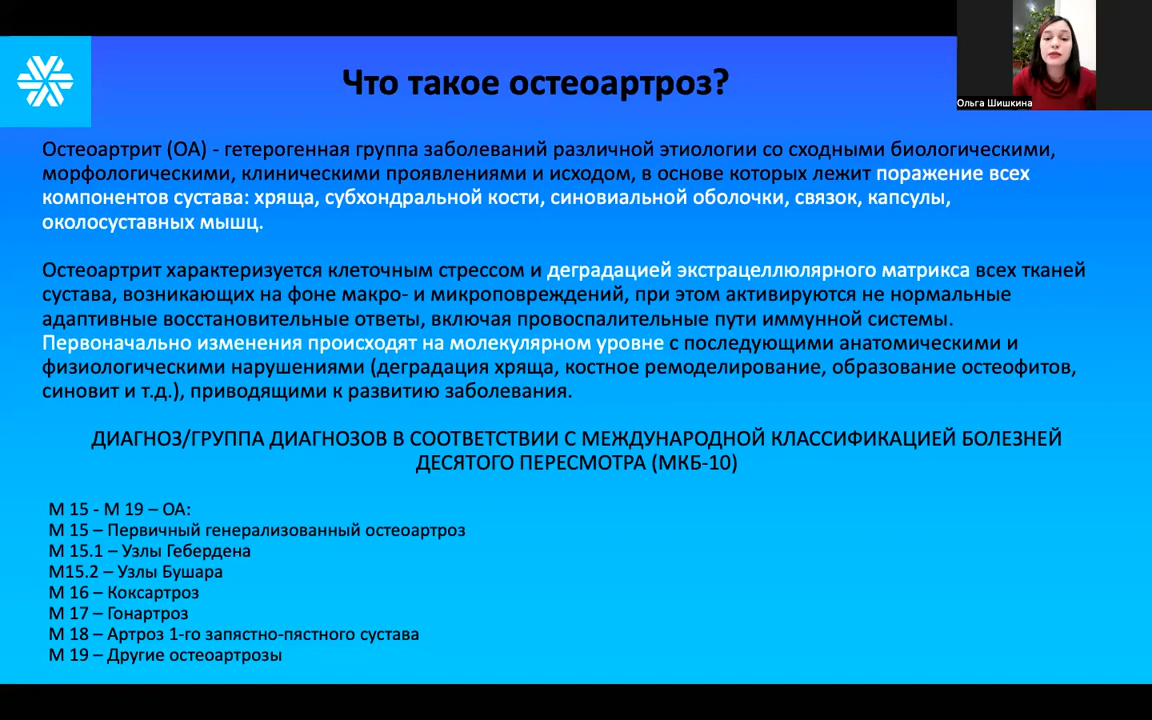 Что такое остеоартроз?
Ольга Шишкина
Остеоартрит (ОА) - гетерогенная группа заболеваний различной этиологии со сходными биологическими,
морфологическими, клиническими проявлениями и исходом, в основе которых лежит поражение всех
компонентов сустава: хряща, субхондральной кости, синовиальной оболочки, связок, капсулы,
околосуставных мышц.
Остеоартрит характеризуется клеточным стрессом и деградацией экстрацеллюлярного матрикса всех тканей
сустава, возникающих на фоне макро- и микроповреждений, при этом активируются не нормальные
адаптивные восстановительные ответы, включая провоспалительные пути иммунной системы.
Первоначально изменения происходят на молекулярном уровне с последующими анатомическими и
физиологическими нарушениями (деградация хряща, костное ремоделирование, образование остеофитов,
синовит и т.д.), приводящими к развитию заболевания.
ДИАГНОЗ/ГРУППА ДИАГНОЗОВ В СООТВЕТСТВИИ С МЕЖДУНАРОДНОЙ КЛАССИФИКАЦИЕЙ БОЛЕЗНЕЙ
ДЕСЯТОГО ПЕРЕСМОТРА (МКБ-10)
М 15 - М 19 – ОА:
М 15 – Первичный генерализованный остеоартроз
М 15.1 – Узлы Гебердена
М15.2 – Узлы Бушара
М 16 – Коксартроз
М 17 – Гонартроз
М 18 – Артроз 1-го запястно-пястного сустава
М 19 – Другие остеоартрозы